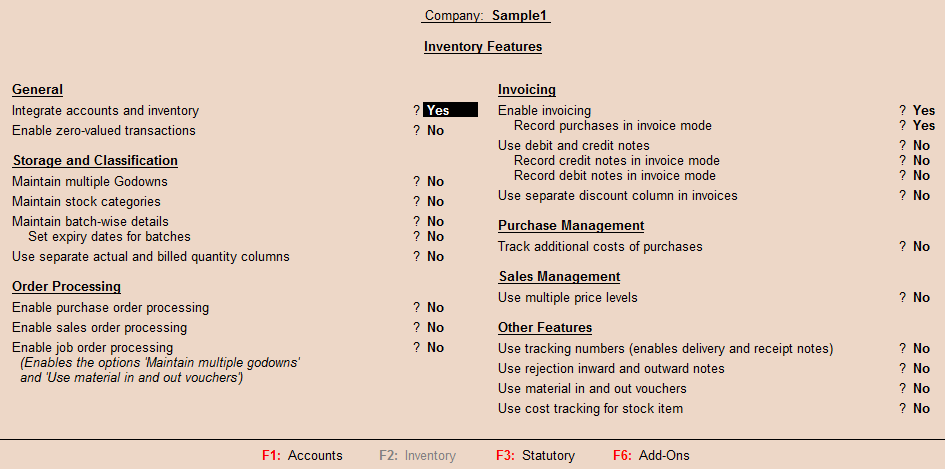 Company: Sample1
Inventory Features
General
Integrate accounts and inventory ? Yes
Enable zero-valued transactions ? No
Storage and Classification
Maintain multiple Godowns ? No
Maintain stock categories ? No
Maintain batch-wise details ? No
Set expiry dates for batches ? No
Use separate actual and billed quantity columns ? No
Order Processing
Enable purchase order processing ? No
Enable sales order processing ? No
Enable job order processing ? No
(Enables the options 'Maintain multiple godowns'
and 'Use material in and out vouchers')
Invoicing
Enable invoicing ? Yes
Record purchases in invoice mode ? Yes
Use debit and credit notes ? No
Record credit notes in invoice mode ? No
Record debit notes in invoice mode ? No
Use separate discount column in invoices ? No
Purchase Management
Track additional costs of purchases ? No
Sales Management
Use multiple price levels ? No
Other Features
Use tracking numbers (enables delivery and receipt notes) ? No
Use rejection inward and outward notes ? No
Use material in and out vouchers ? No
Use cost tracking for stock item ? No
F1: Accounts F2: Inventory F3: Statutory F6: Add-Ons